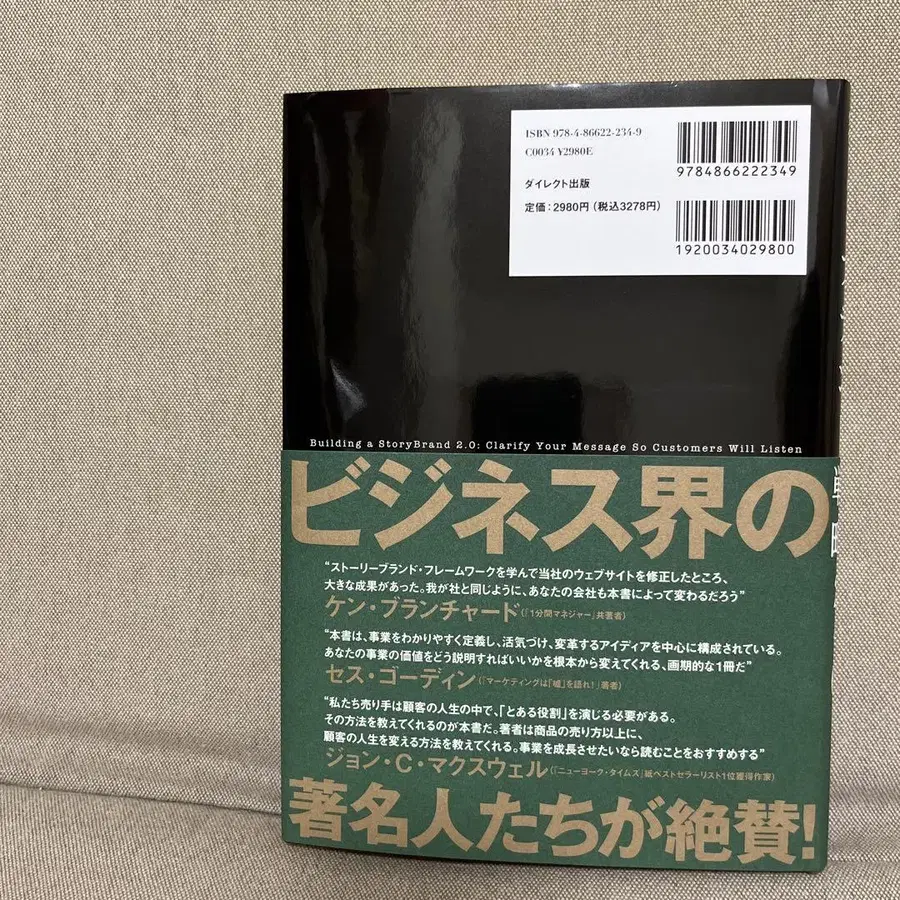 ISBN 978-4-86622-234-9
C0034 ¥2980E
ダイレクト出版
定価：2980円（税込3278円）
9784866222349
1920034029800
Building a StoryBrand 2.0: Clarify Your Message So Customers Will Listen
ビジネス界の
“ストーリーブランド・フレームワークを学んで当社のウェブサイトを修正したところ、
大きな成果があった。我が社と同じように、あなたの会社も本書によって変わるだろう”
ケン・ブランチャード（『1分間マネジャー』共著者）
“本書は、事業をわかりやすく定義し、活気づけ、変革するアイディアを中心に構成されている。
あなたの事業の価値をどう説明すればいいかを根本から変えてくれる、画期的な1冊だ”
セス・ゴーディン（『マーケティングは「嘘」を語れ！』著者）
“私たち売り手は顧客の人生の中で、「とある役割」を演じる必要がある。
その方法を教えてくれるのが本書だ。著者は商品の売り方以上に、
顧客の人生を変える方法を教えてくれる。事業を成長させたいなら読むことをおすすめする”
ジョン・C・マクスウェル（『ニューヨーク・タイムズ』紙ベストセラーリスト1位獲得作家）
著名人たちが絶賛！